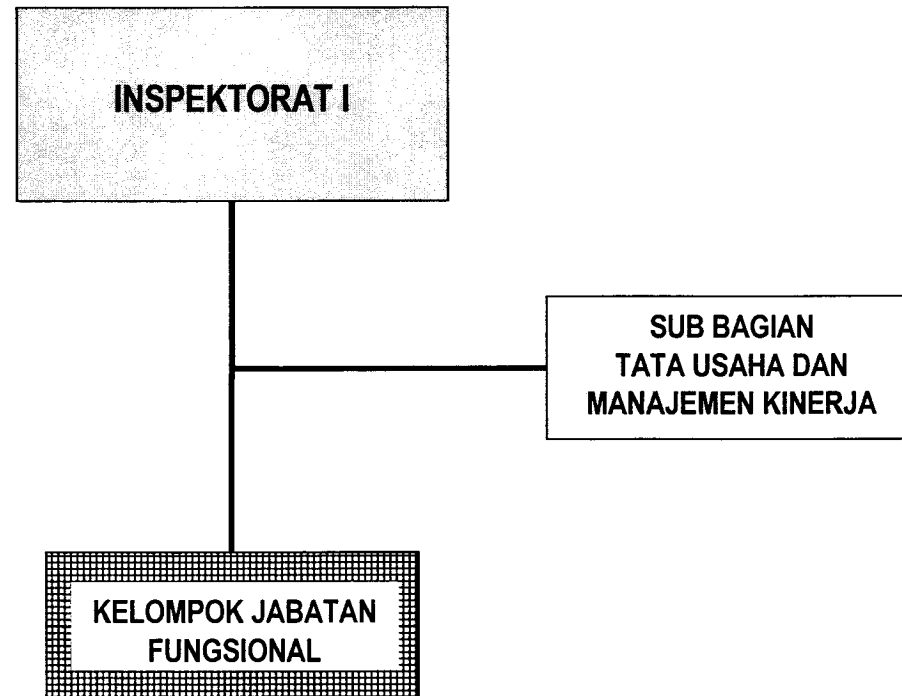 INSPEKTORAT I
SUB BAGIAN
TATA USAHA DAN
MANAJEMEN KINERJA
KELOMPOK JABATAN
FUNGSIONAL